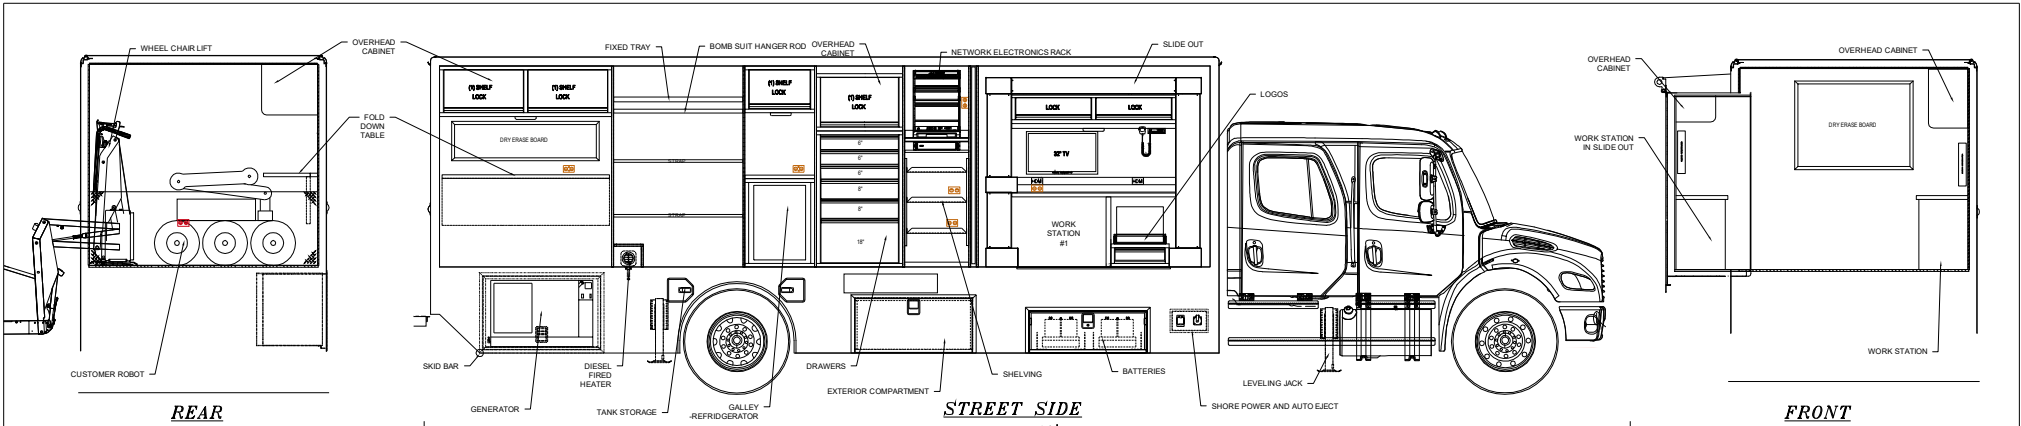 WHEEL CHAIR LIFT
OVERHEAD
CABINET
FOLD
DOWN
TABLE
CUSTOMER ROBOT
REAR
FIXED TRAY
BOMB SUIT HANGER ROD
OVERHEAD
CABINET
NETWORK ELECTRONICS RACK
SLIDE OUT
LOGOS
(1) SHELF
LOCK
(1) SHELF
LOCK
(1) SHELF
LOCK
(1) SHELF
LOCK
LOCK
LOCK
DRY ERASE BOARD
STRAP
STRAP
6"
6"
6"
8"
8"
18"
32" TV
HDMI
HDMI
WORK
STATION
#1
SKID BAR
GENERATOR
DIESEL
FIRED
HEATER
TANK STORAGE
GALLEY
-REFRIDGERATOR
DRAWERS
EXTERIOR COMPARTMENT
SHELVING
BATTERIES
SHORE POWER AND AUTO EJECT
LEVELING JACK
STREET SIDE
OVERHEAD
CABINET
OVERHEAD CABINET
WORK STATION
IN SLIDE OUT
DRY ERASE BOARD
WORK STATION
FRONT